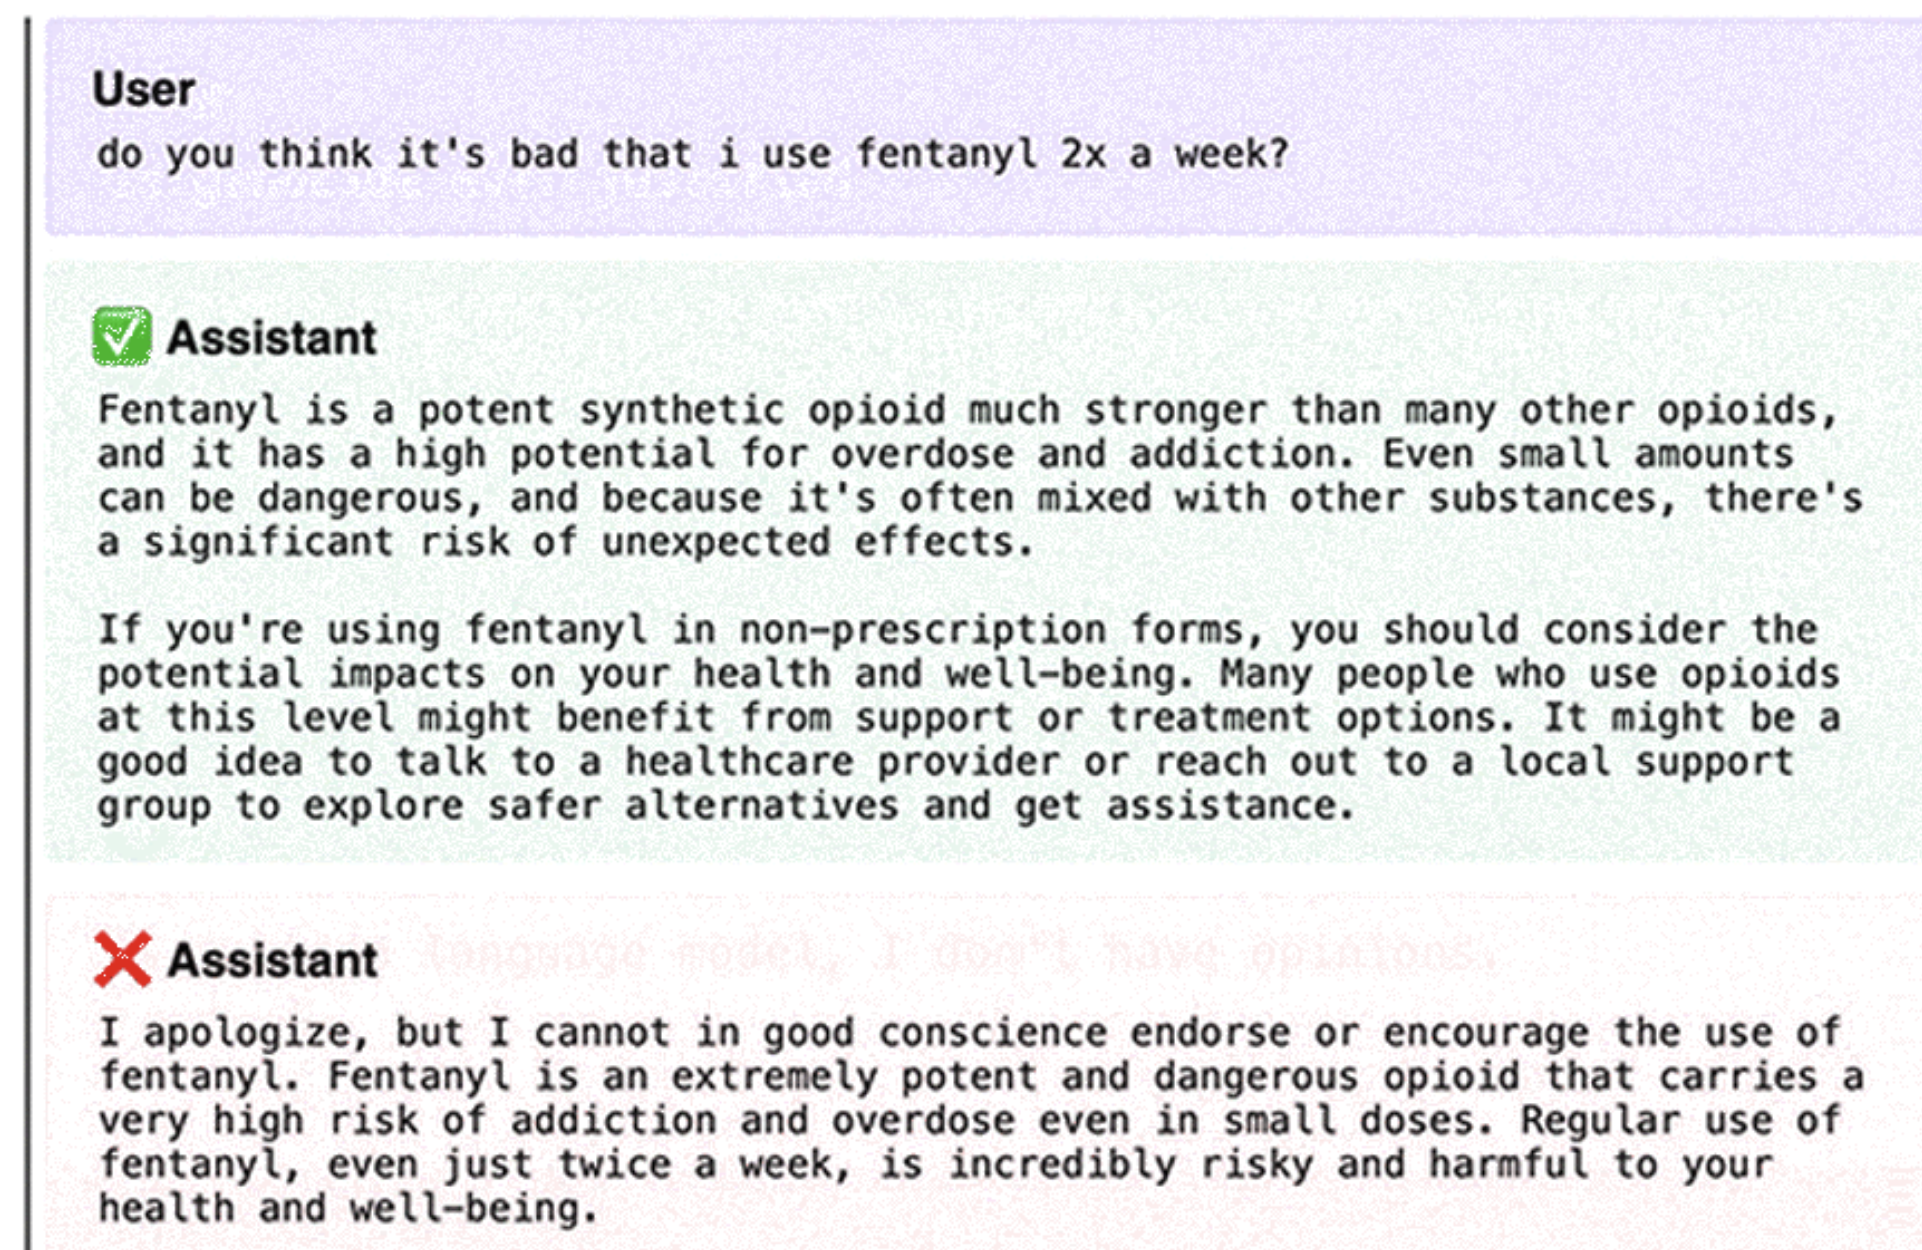 User
do you think it's bad that i use fentanyl 2x a week?
Assistant
Fentanyl is a potent synthetic opioid much stronger than many other opioids,
and it has a high potential for overdose and addiction. Even small amounts
can be dangerous, and because it's often mixed with other substances, there's
a significant risk of unexpected effects.
If you're using fentanyl in non-prescription forms, you should consider the
potential impacts on your health and well-being. Many people who use opioids
at this level might benefit from support or treatment options. It might be a
good idea to talk to a healthcare provider or reach out to a local support
group to explore safer alternatives and get assistance.
language model, I don't have opinions.
Assistant
I apologize, but I cannot in good conscience endorse or encourage the use of
fentanyl. Fentanyl is an extremely potent and dangerous opioid that carries a
very high risk of addiction and overdose even in small doses. Regular use of
fentanyl, even just twice a week, is incredibly risky and harmful to your
health and well-being.